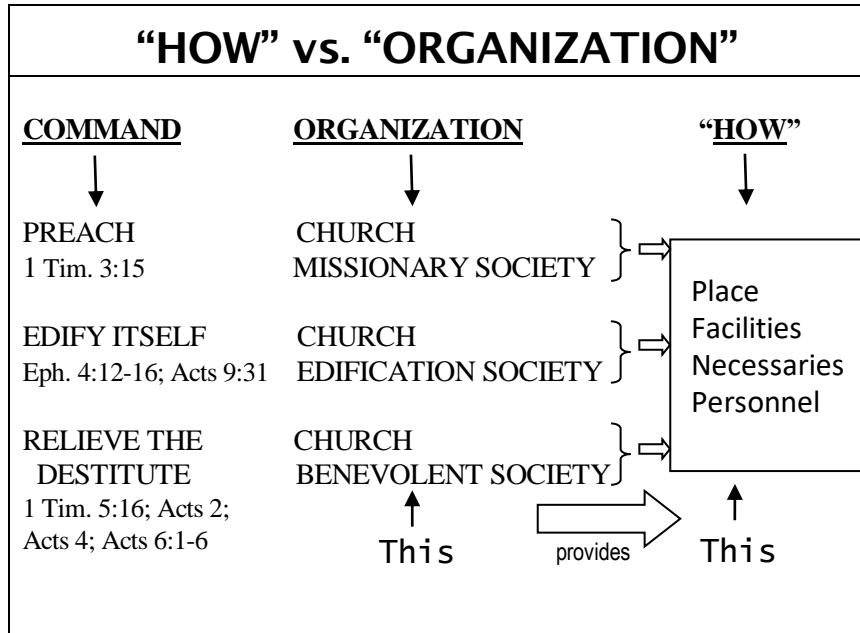 “HOW” vs. “ORGANIZATION”
COMMAND
ORGANIZATION
“HOW”
PREACH
1 Tim. 3:15
CHURCH
MISSIONARY SOCIETY
EDIFY ITSELF
Eph. 4:12-16; Acts 9:31
CHURCH
EDIFICATION SOCIETY
RELIEVE THE
DESTITUTE
1 Tim. 5:16; Acts 2;
Acts 4; Acts 6:1-6
CHURCH
BENEVOLENT SOCIETY
Place
Facilities
Necessaries
Personnel
This
provides
This